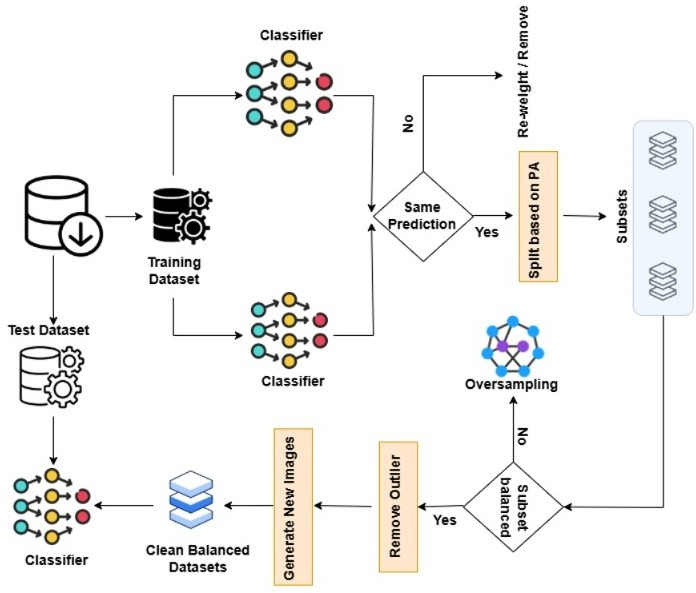 Classifier
Re-weight / Remove
No
Same
Prediction
Yes
Split based on PA
Subsets
Training
Dataset
Test Dataset
Classifier
Oversampling
No
Subset
balanced
Yes
Remove Outlier
Generate New Images
Clean Balanced
Datasets
Classifier